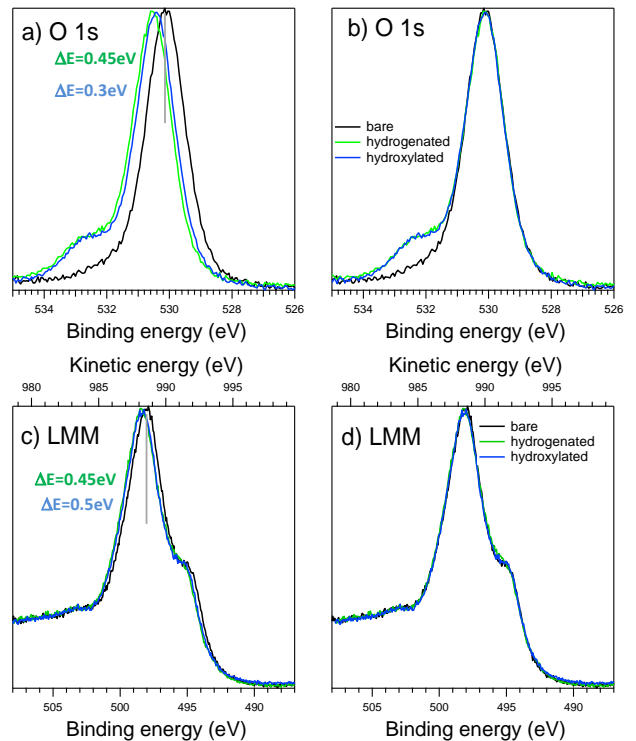 a) O 1s
ΔE=0.45eV
ΔE=0.3eV
534 532 530 528 526
Binding energy (eV)
b) O 1s
bare
hydrogenated
hydroxylated
534 532 530 528 526
Binding energy (eV)
Kinetic energy (eV)
980 985 990 995
c) LMM
ΔE=0.45eV
ΔE=0.5eV
505 500 495 490
Binding energy (eV)
Kinetic energy (eV)
980 985 990 995
d) LMM
bare
hydrogenated
hydroxylated
505 500 495 490
Binding energy (eV)